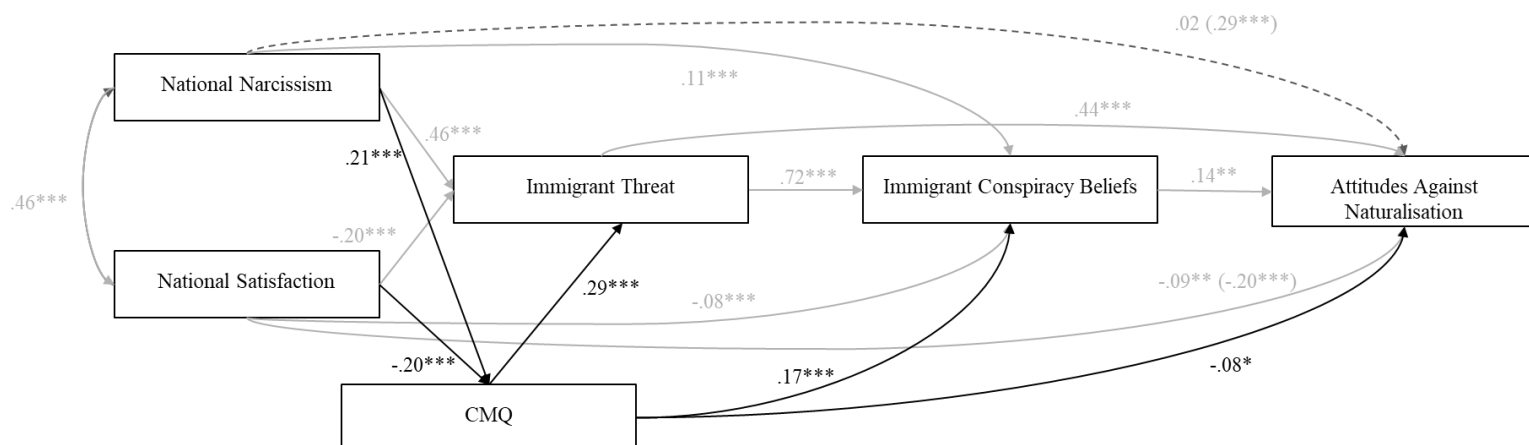 .02 (.29***)
National Narcissism
.11***
.44***
.46***
.21***
Immigrant Threat
.72***
Immigrant Conspiracy Beliefs
.14**
Attitudes Against
Naturalisation
.46***
-.20***
National Satisfaction
.29***
-.08***
-.09** (-.20***)
-.20***
.17***
-.08*
CMQ